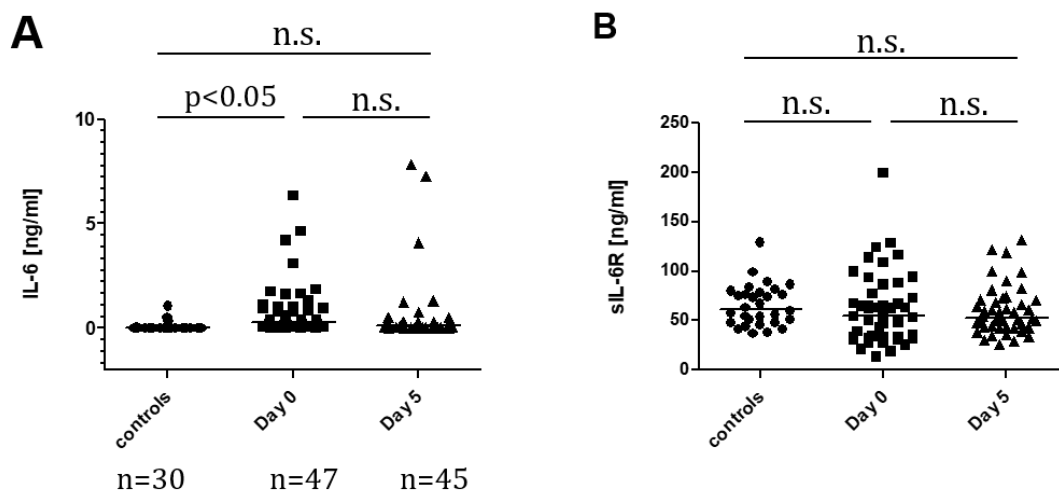 A
n.s.
p<0.05
n.s.
10
5
0
IL-6 [ng/ml]
controls
Day 0
Day 5
n=30
n=47
n=45
B
n.s.
n.s.
n.s.
250
200
150
100
50
0
sIL-6R [ng/ml]
controls
Day 0
Day 5